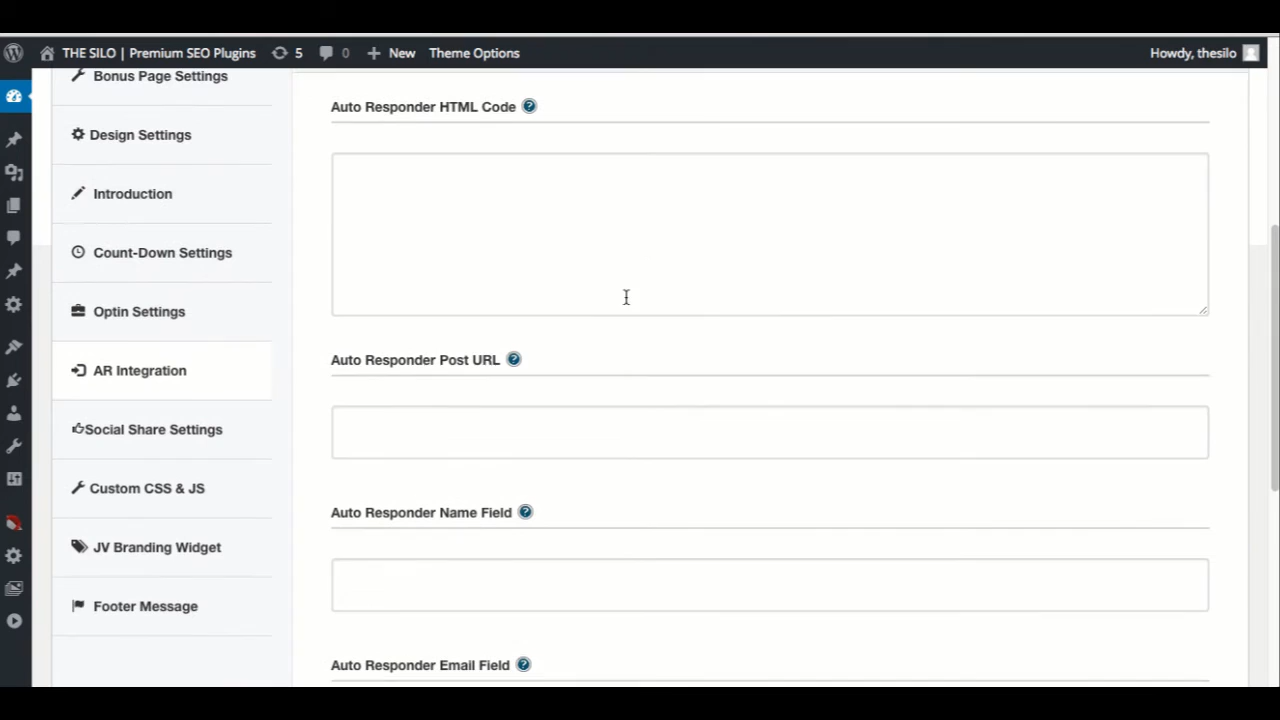 THE SILO | Premium SEO Plugins 5 0 New Theme Options Howdy, thesilo
Bonus Page Settings
Design Settings
Introduction
Count-Down Settings
Optin Settings
AR Integration
Social Share Settings
Custom CSS & JS
JV Branding Widget
Footer Message
Auto Responder HTML Code ?
Auto Responder Post URL ?
Auto Responder Name Field ?
Auto Responder Email Field ?